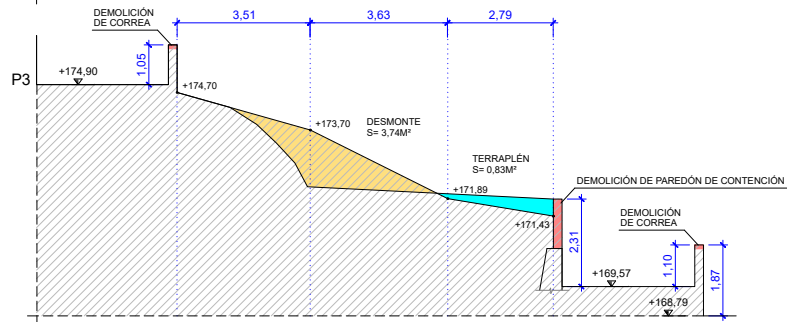 3,51
3,63
2,79
DEMOLICIÓN
DE CORREA
1,05
P3
+174,90
+174,70
+173,70
DESMONTE
S= 3,74M²
TERRAPLÉN
S= 0,83M²
+171,89
DEMOLICIÓN DE PAREDÓN DE CONTENCIÓN
+171,43
DEMOLICIÓN
DE CORREA
2,31
1,10
1,87
+169,57
+168,79